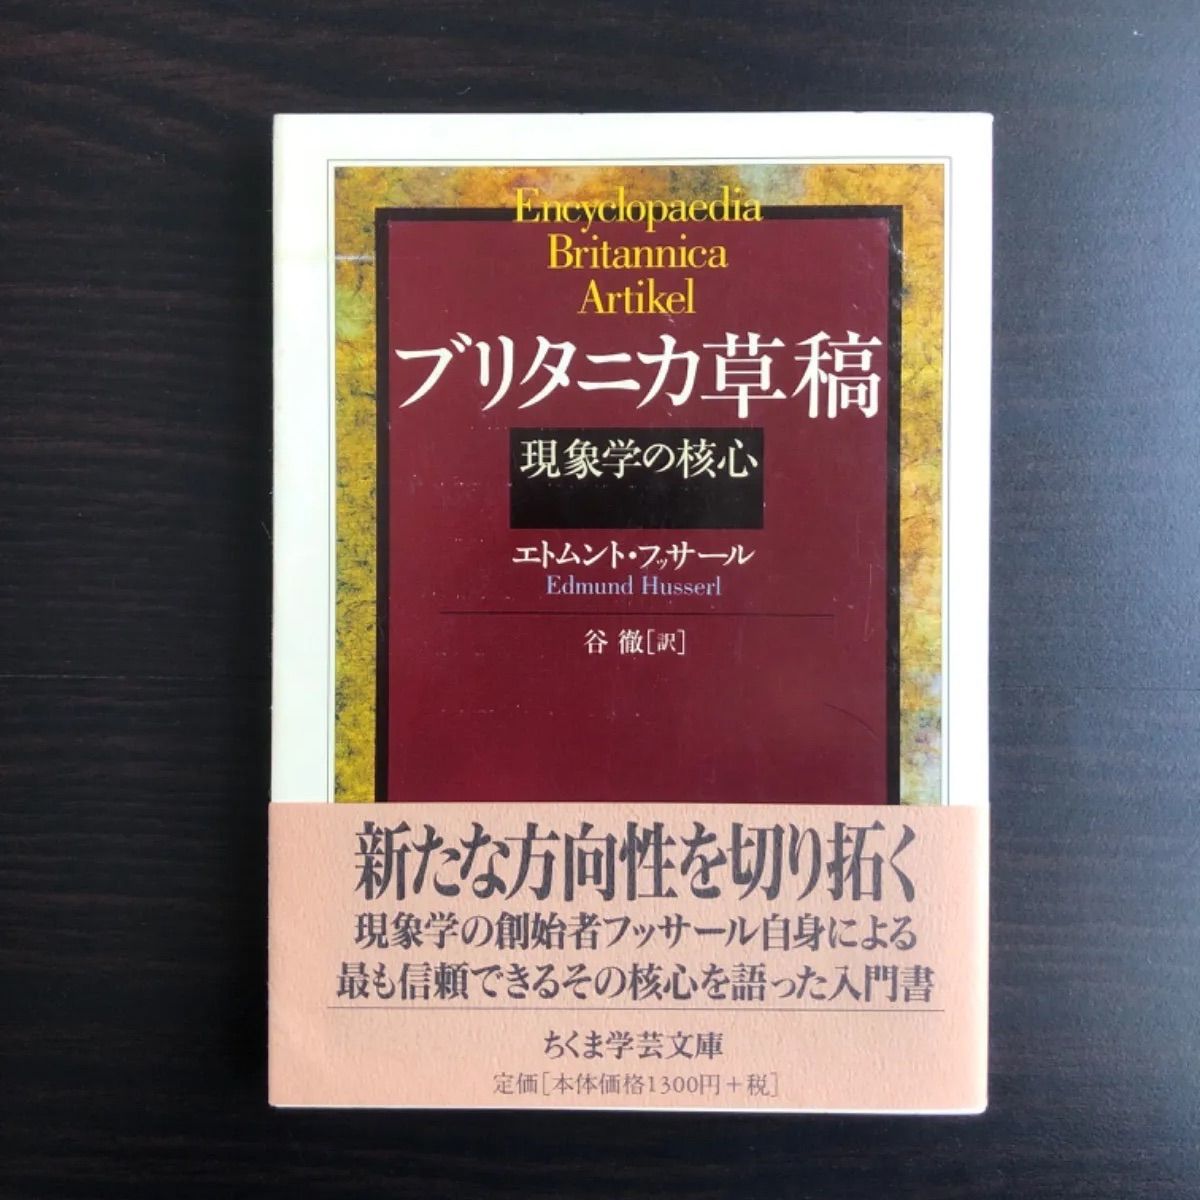 Encyclopaedia
Britannica
Artikel
ブリタニカ草稿
現象学の核心
エトムント・フッサール
Edmund Husserl
谷 徹[訳]
新たな方向性を切り拓く
現象学の創始者フッサール自身による
最も信頼できるその核心を語った入門書
ちくま学芸文庫
定価[本体価格1300円+税]